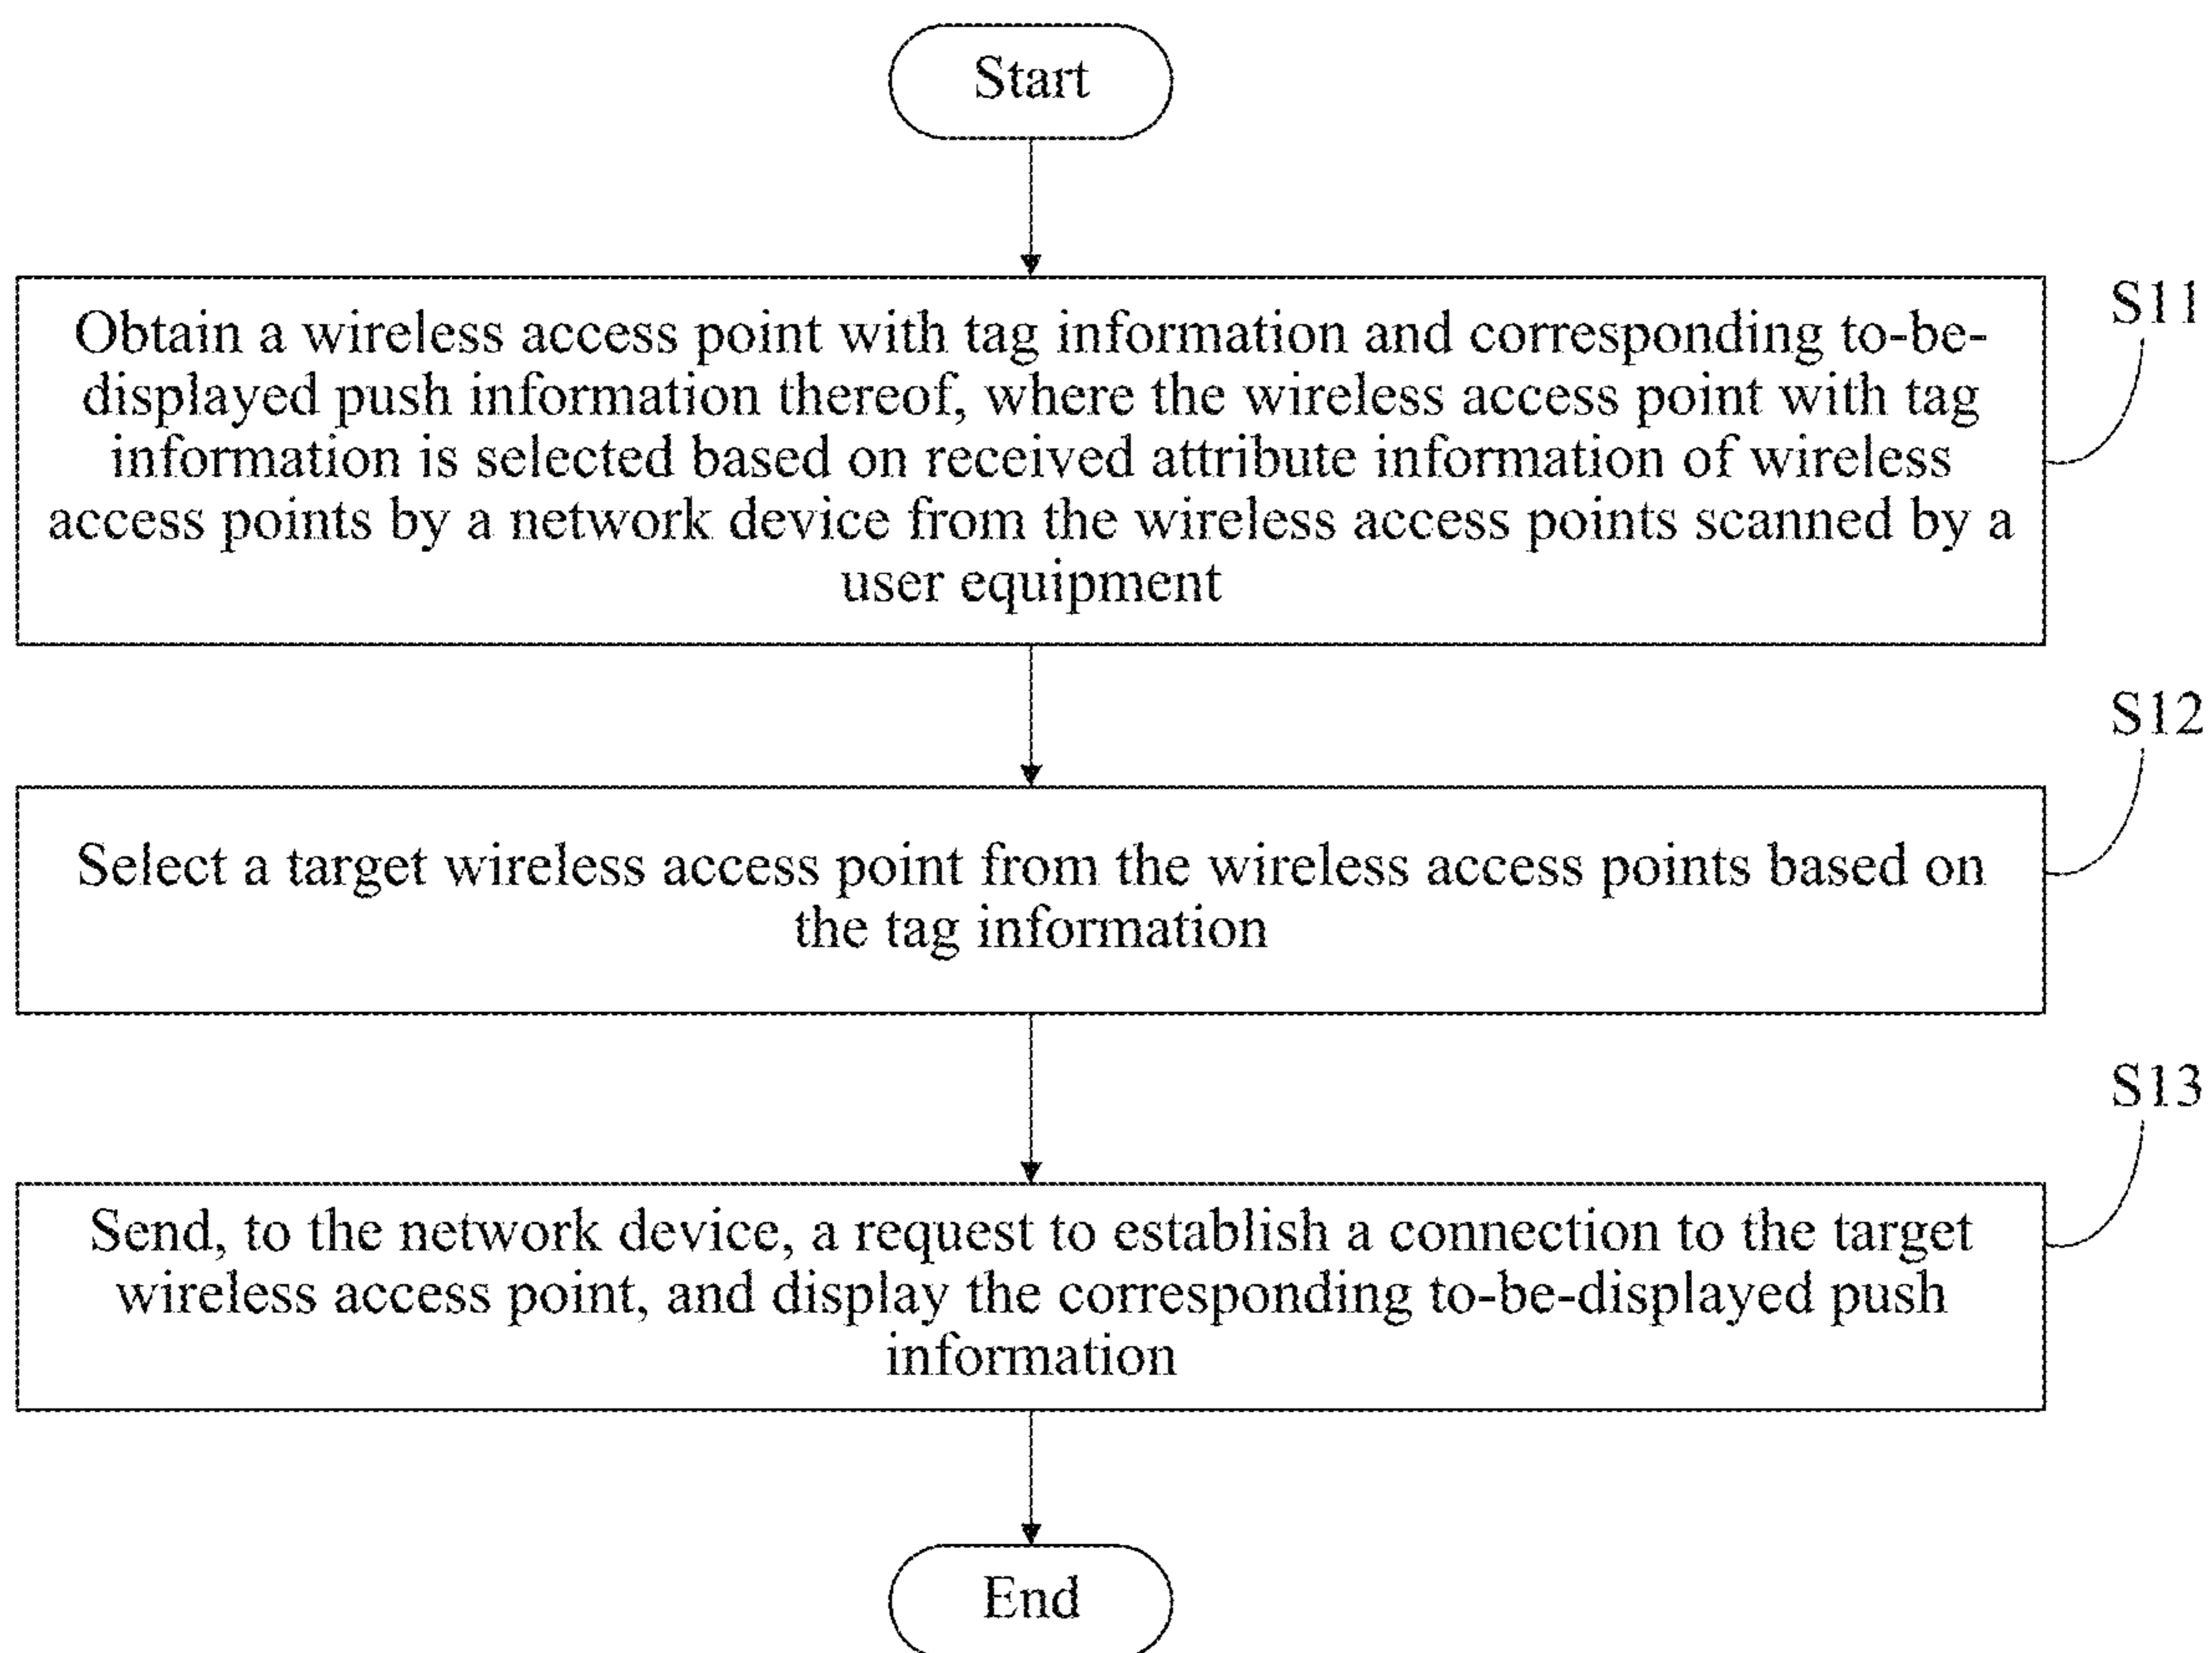 Start
Obtain a wireless access point with tag information and corresponding to-be-
displayed push information thereof, where the wireless access point with tag
information is selected based on received attribute information of wireless
access points by a network device from the wireless access points scanned by a
user equipment
S11
Select a target wireless access point from the wireless access points based on
the tag information
S12
Send, to the network device, a request to establish a connection to the target
wireless access point, and display the corresponding to-be-displayed push
information
S13
End